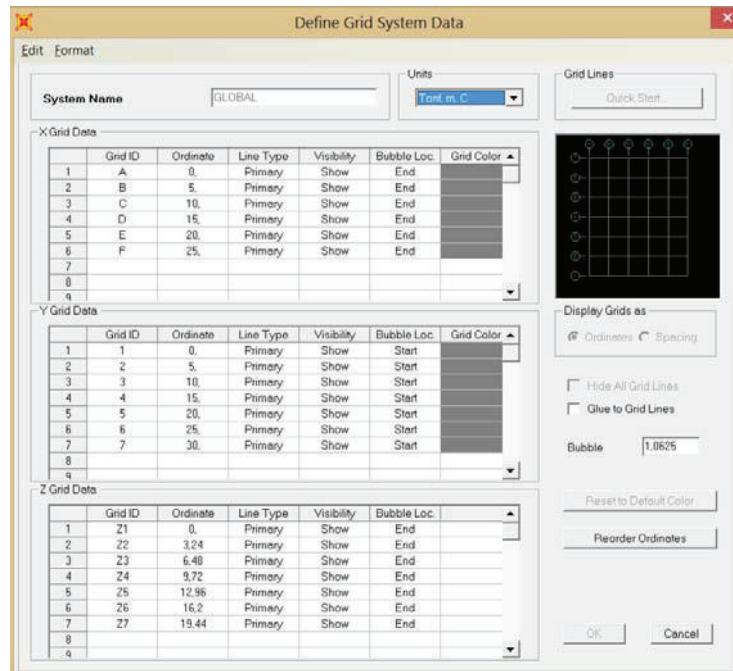 Define Grid System Data
Edit Format
System Name GLOBAL
Units
Tonf, m, C
Grid Lines
Quick Start...
X Grid Data
Grid ID Ordinate Line Type Visibility Bubble Loc. Grid Color
1 A 0, Primary Show End
2 B 5, Primary Show End
3 C 10, Primary Show End
4 D 15, Primary Show End
5 E 20, Primary Show End
6 F 25, Primary Show End
7
8
9
Y Grid Data
Grid ID Ordinate Line Type Visibility Bubble Loc. Grid Color
1 1 0, Primary Show Start
2 2 5, Primary Show Start
3 3 10, Primary Show Start
4 4 15, Primary Show Start
5 5 20, Primary Show Start
6 6 25, Primary Show Start
7 7 30, Primary Show Start
8
9
Z Grid Data
Grid ID Ordinate Line Type Visibility Bubble Loc.
1 Z1 0, Primary Show End
2 Z2 3,24 Primary Show End
3 Z3 6,48 Primary Show End
4 Z4 9,72 Primary Show End
5 Z5 12,96 Primary Show End
6 Z6 16,2 Primary Show End
7 Z7 19,44 Primary Show End
8
9
Display Grids as
Ordinates Spacing
Hide All Grid Lines
Glue to Grid Lines
Bubble 1,0625
Reset to Default Color
Reorder Ordinates
OK Cancel